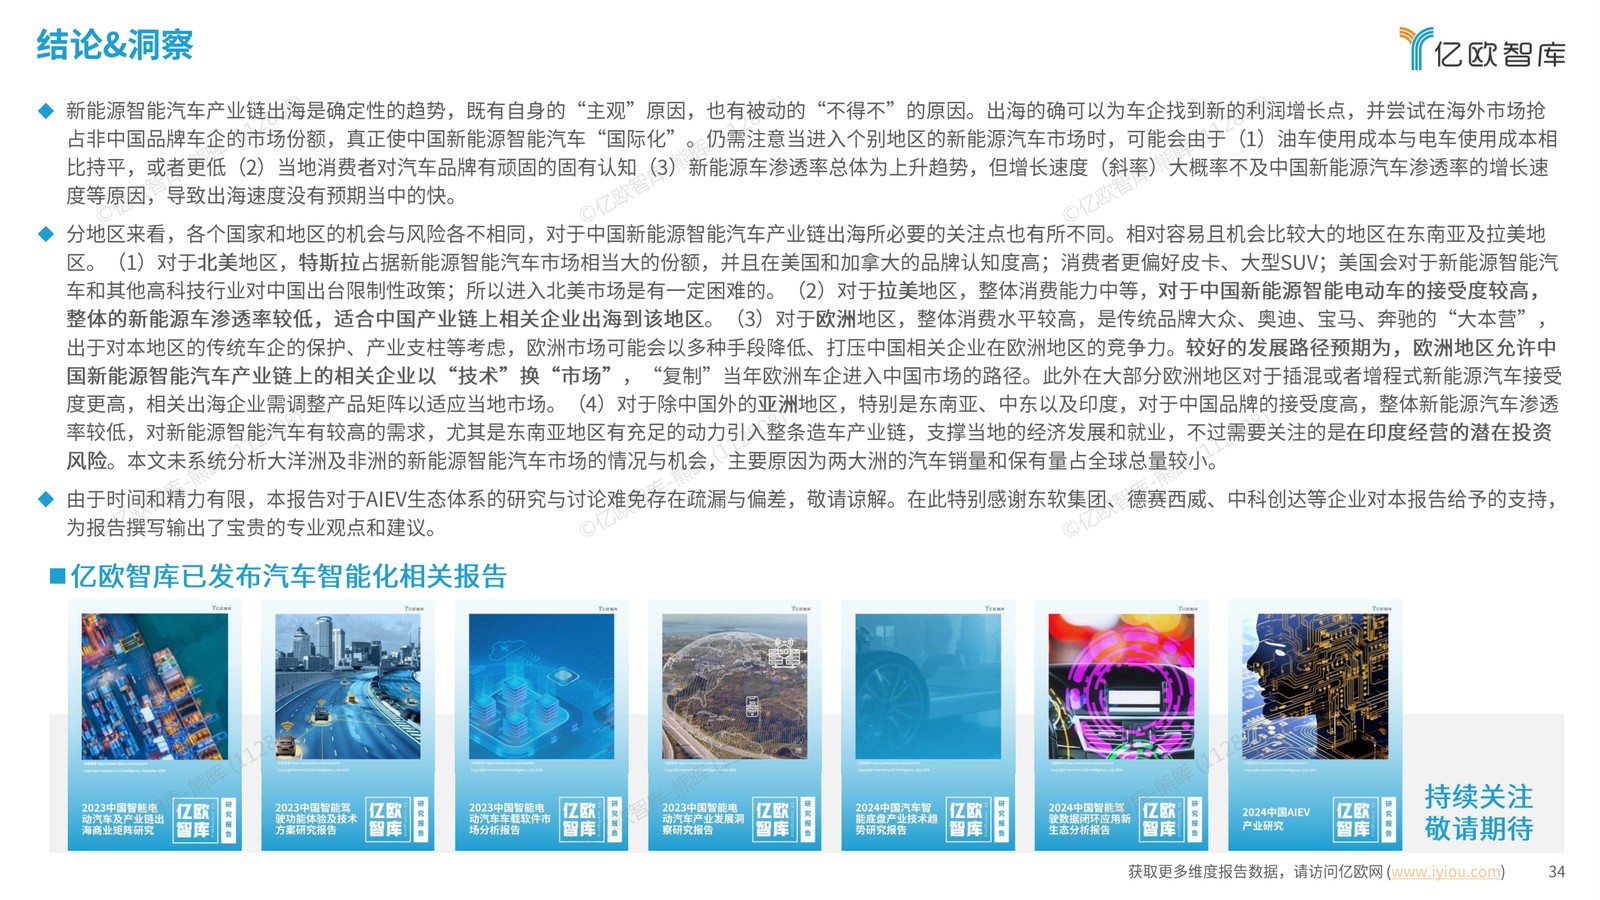 结论&洞察
亿欧智库
◆ 新能源智能汽车产业链出海是确定性的趋势，既有自身的“主观”原因，也有被动的“不得不”的原因。出海的确可以为车企找到新的利润增长点，并尝试在海外市场抢
占非中国品牌车企的市场份额，真正使中国新能源智能汽车“国际化”。仍需注意当进入个别地区的新能源汽车市场时，可能会由于（1）油车使用成本与电车使用成本相
比持平，或者更低（2）当地消费者对汽车品牌有顽固的固有认知（3）新能源车渗透率总体为上升趋势，但增长速度（斜率）大概率不及中国新能源汽车渗透率的增长速
度等原因，导致出海速度没有预期当中的快。
◆ 分地区来看，各个国家和地区的机会与风险各不相同，对于中国新能源智能汽车产业链出海所必要的关注点也有所不同。相对容易且机会比较大的地区在东南亚及拉美地
区。（1）对于北美地区，特斯拉占据新能源智能汽车市场相当大的份额，并且在美国和加拿大的品牌认知度高；消费者更偏好皮卡、大型SUV；美国会对于新能源智能汽
车和其他高科技行业对中国出台限制性政策；所以进入北美市场是有一定困难的。（2）对于拉美地区，整体消费能力中等，对于中国新能源智能电动车的接受度较高，
整体的新能源车渗透率较低，适合中国产业链上相关企业出海到该地区。（3）对于欧洲地区，整体消费水平较高，是传统品牌大众、奥迪、宝马、奔驰的“大本营”，
出于对本地区的传统车企的保护、产业支柱等考虑，欧洲市场可能会以多种手段降低、打压中国相关企业在欧洲地区的竞争力。较好的发展路径预期为，欧洲地区允许中
国新能源智能汽车产业链上的相关企业以“技术”换“市场”，“复制”当年欧洲车企进入中国市场的路径。此外在大部分欧洲地区对于插混或者增程式新能源汽车接受
度更高，相关出海企业需调整产品矩阵以适应当地市场。（4）对于除中国外的亚洲地区，特别是东南亚、中东以及印度，对于中国品牌的接受度高，整体新能源汽车渗透
率较低，对新能源智能汽车有较高的需求，尤其是东南亚地区有充足的动力引入整条造车产业链，支撑当地的经济发展和就业，不过需要关注的是在印度经营的潜在投资
风险。本文未系统分析大洋洲及非洲的新能源智能汽车市场的情况与机会，主要原因为两大洲的汽车销量和保有量占全球总量较小。
◆ 由于时间和精力有限，本报告对于AIEV生态体系的研究与讨论难免存在疏漏与偏差，敬请谅解。在此特别感谢东软集团、德赛西威、中科创达等企业对本报告给予的支持，
为报告撰写输出了宝贵的专业观点和建议。
■亿欧智库已发布汽车智能化相关报告
2023中国智能电
动汽车及产业链出
海商业矩阵研究
亿欧智库 研究报告
2023中国智能驾
驶功能体验及技术
方案研究报告
亿欧智库 研究报告
2023中国智能电
动汽车车载软件市
场分析报告
亿欧智库 研究报告
2023中国智能电
动汽车产业发展洞
察研究报告
亿欧智库 研究报告
2024中国汽车智
能底盘产业技术趋
势研究报告
亿欧智库 研究报告
2024中国智能驾
驶数据闭环应用新
生态分析报告
亿欧智库 研究报告
2024中国AIEV
产业研究
亿欧智库 研究报告
持续关注
敬请期待
获取更多维度报告数据，请访问亿欧网 (www.iyiou.com)
34